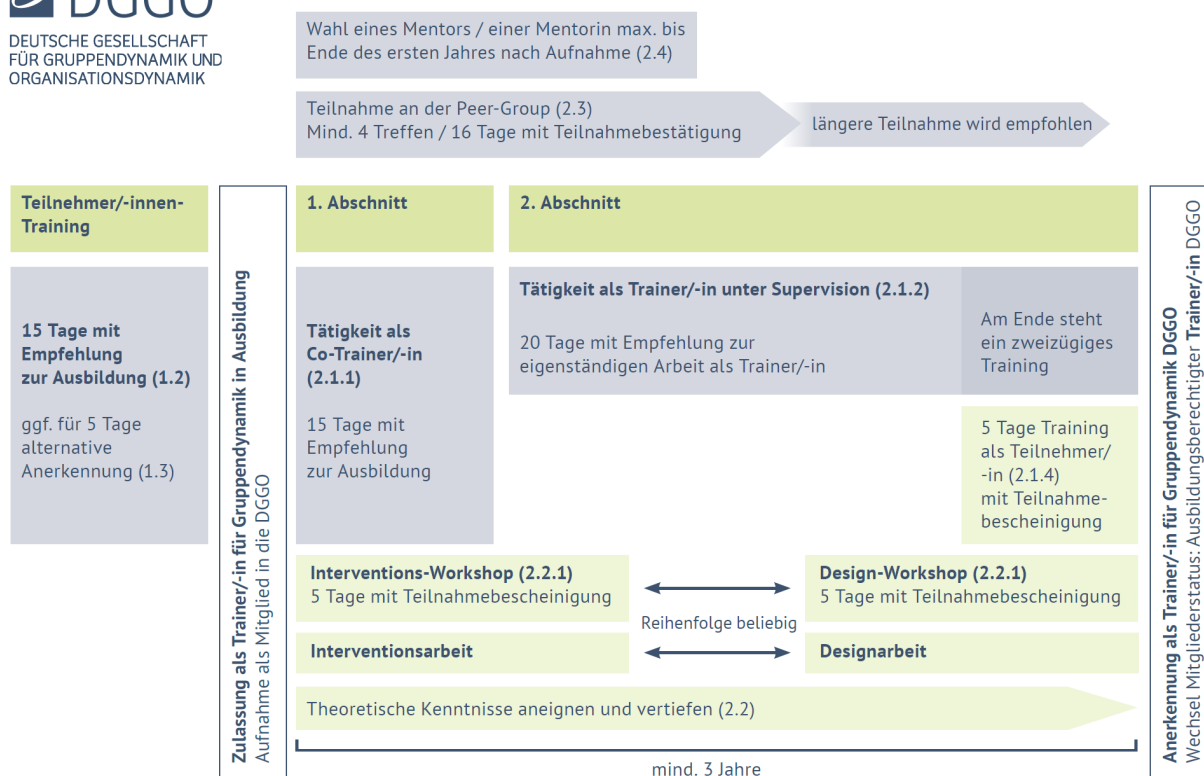 DGGO
DEUTSCHE GESELLSCHAFT
FÜR GRUPPENDYNAMIK UND
ORGANISATIONSDYNAMIK
Wahl eines Mentors / einer Mentorin max. bis
Ende des ersten Jahres nach Aufnahme (2.4)
Teilnahme an der Peer-Group (2.3)
Mind. 4 Treffen / 16 Tage mit Teilnahmebestätigung
längere Teilnahme wird empfohlen
Teilnehmer/-innen-
Training
15 Tage mit
Empfehlung
zur Ausbildung (1.2)
ggf. für 5 Tage
alternative
Anerkennung (1.3)
Zulassung als Trainer/-in für Gruppendynamik in Ausbildung
Aufnahme als Mitglied in die DGGO
1. Abschnitt
Tätigkeit als
Co-Trainer/-in
(2.1.1)
15 Tage mit
Empfehlung
zur Ausbildung
2. Abschnitt
Tätigkeit als Trainer/-in unter Supervision (2.1.2)
20 Tage mit Empfehlung zur
eigenständigen Arbeit als Trainer/-in
Am Ende steht
ein zweizügiges
Training
5 Tage Training
als Teilnehmer/
-in (2.1.4)
mit Teilnahme-
bescheinigung
Interventions-Workshop (2.2.1)
5 Tage mit Teilnahmebescheinigung
Design-Workshop (2.2.1)
5 Tage mit Teilnahmebescheinigung
Reihenfolge beliebig
Interventionsarbeit
Designarbeit
Theoretische Kenntnisse aneignen und vertiefen (2.2)
mind. 3 Jahre
Anerkennung als Trainer/-in für Gruppendynamik DGGO
Wechsel Mitgliederstatus: Ausbildungsberechtigter Trainer/-in DGGO